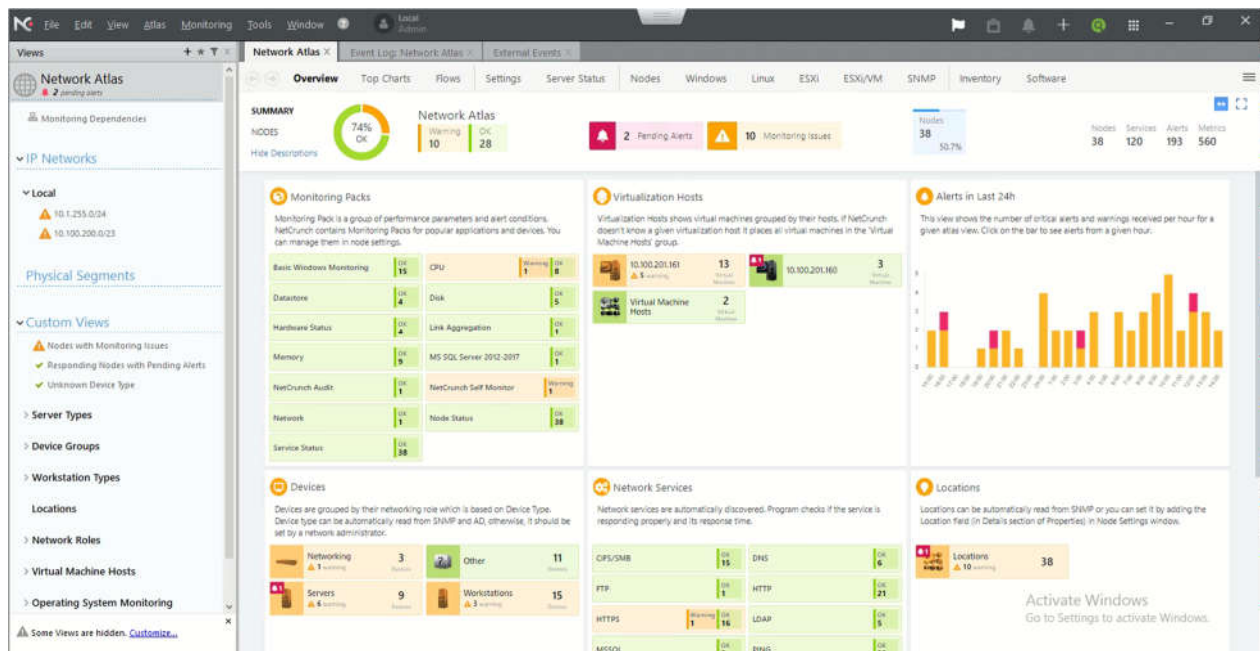 File Edit View Atlas Monitoring Tools Window Local Admin
Views
Network Atlas
2 pending alerts
Monitoring Dependencies
IP Networks
Local
10.1.255.0/24
10.100.200.0/23
Physical Segments
Custom Views
Nodes with Monitoring Issues
Responding Nodes with Pending Alerts
Unknown Device Type
Server Types
Device Groups
Workstation Types
Locations
Network Roles
Virtual Machine Hosts
Operating System Monitoring
Some Views are hidden. Customize...
Network Atlas Event Log: Network Atlas External Events
Overview Top Charts Flows Settings Server Status Nodes Windows Linux ESXi ESXi/VM SNMP Inventory Software
SUMMARY
NODES
Hide Descriptions
74%
OK
Network Atlas
Warning OK
10 28
2 Pending Alerts
10 Monitoring Issues
Nodes
38
50.7%
Nodes Services Alerts Metrics
38 120 193 560
Monitoring Packs
Monitoring Pack is a group of performance parameters and alert conditions.
NetCrunch contains Monitoring Packs for popular applications and devices. You
can manage them in node settings.
Basic Windows Monitoring OK 15
CPU Warning 1 OK 8
Datastore OK 4
Disk OK 5
Hardware Status OK 4
Link Aggregation OK 1
Memory OK 9
MS SQL Server 2012-2017 OK 1
NetCrunch Audit OK 1
NetCrunch Self Monitor Warning 1
Network OK 1
Node Status OK 38
Service Status OK 38
Virtualization Hosts
Virtualization Hosts shows virtual machines grouped by their hosts. If NetCrunch
doesn't know a given virtualization host it places all virtual machines in the 'Virtual
Machine Hosts' group.
10.100.201.161 13
5 warning Virtual Machine
1 10.100.201.160 3
Virtual Machine
Virtual Machine Hosts 2
Virtual Machine
Alerts in Last 24h
This view shows the number of critical alerts and warnings received per hour for a
given atlas view. Click on the bar to see alerts from a given hour.
5
4
3
2
1
0
Devices
Devices are grouped by their networking role which is based on Device Type.
Device type can be automatically read from SNMP and AD, otherwise, it should be
set by a network administrator.
Networking 3
1 warning
Other 11
1 Servers 9
6 warning
Workstations 15
3 warning
Network Services
Network services are automatically discovered. Program checks if the service is
responding properly and its response time.
CIFS/SMB OK 15
DNS OK 6
FTP OK 1
HTTP OK 21
HTTPS Warning 1 OK 16
LDAP OK 5
MSSQL OK
PING OK
Locations
Locations can be automatically read from SNMP or you can set it by adding the
Location field (in Details section of Properties) in Node Settings window.
1 Locations 38
10 warning
Activate Windows
Go to Settings to activate Windows.